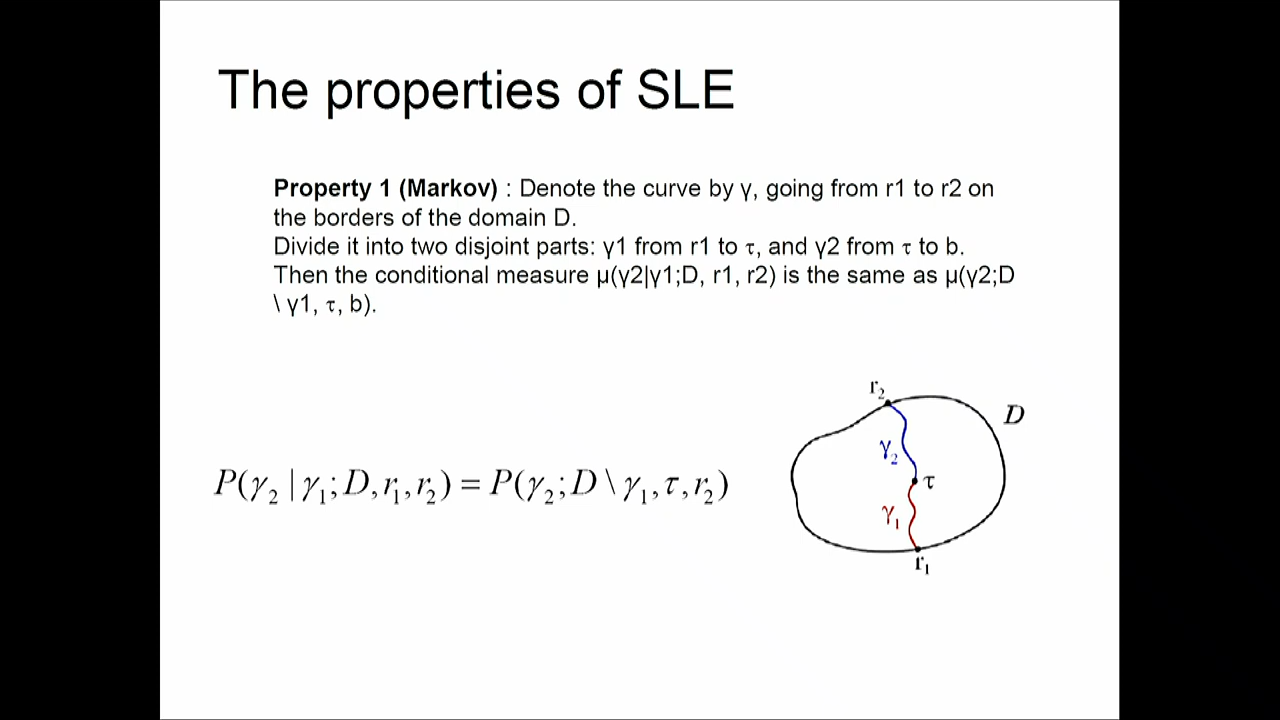 The properties of SLE
Property 1 (Markov) : Denote the curve by γ, going from r1 to r2 on
the borders of the domain D.
Divide it into two disjoint parts: γ1 from r1 to τ, and γ2 from τ to b.
Then the conditional measure μ(γ2|γ1;D, r1, r2) is the same as μ(γ2;D
\ γ1, τ, b).
r₂
D
γ₂
τ
P(γ₂ | γ₁; D, r₁, r₂) = P(γ₂; D \ γ₁, τ, r₂)
γ₁
r₁